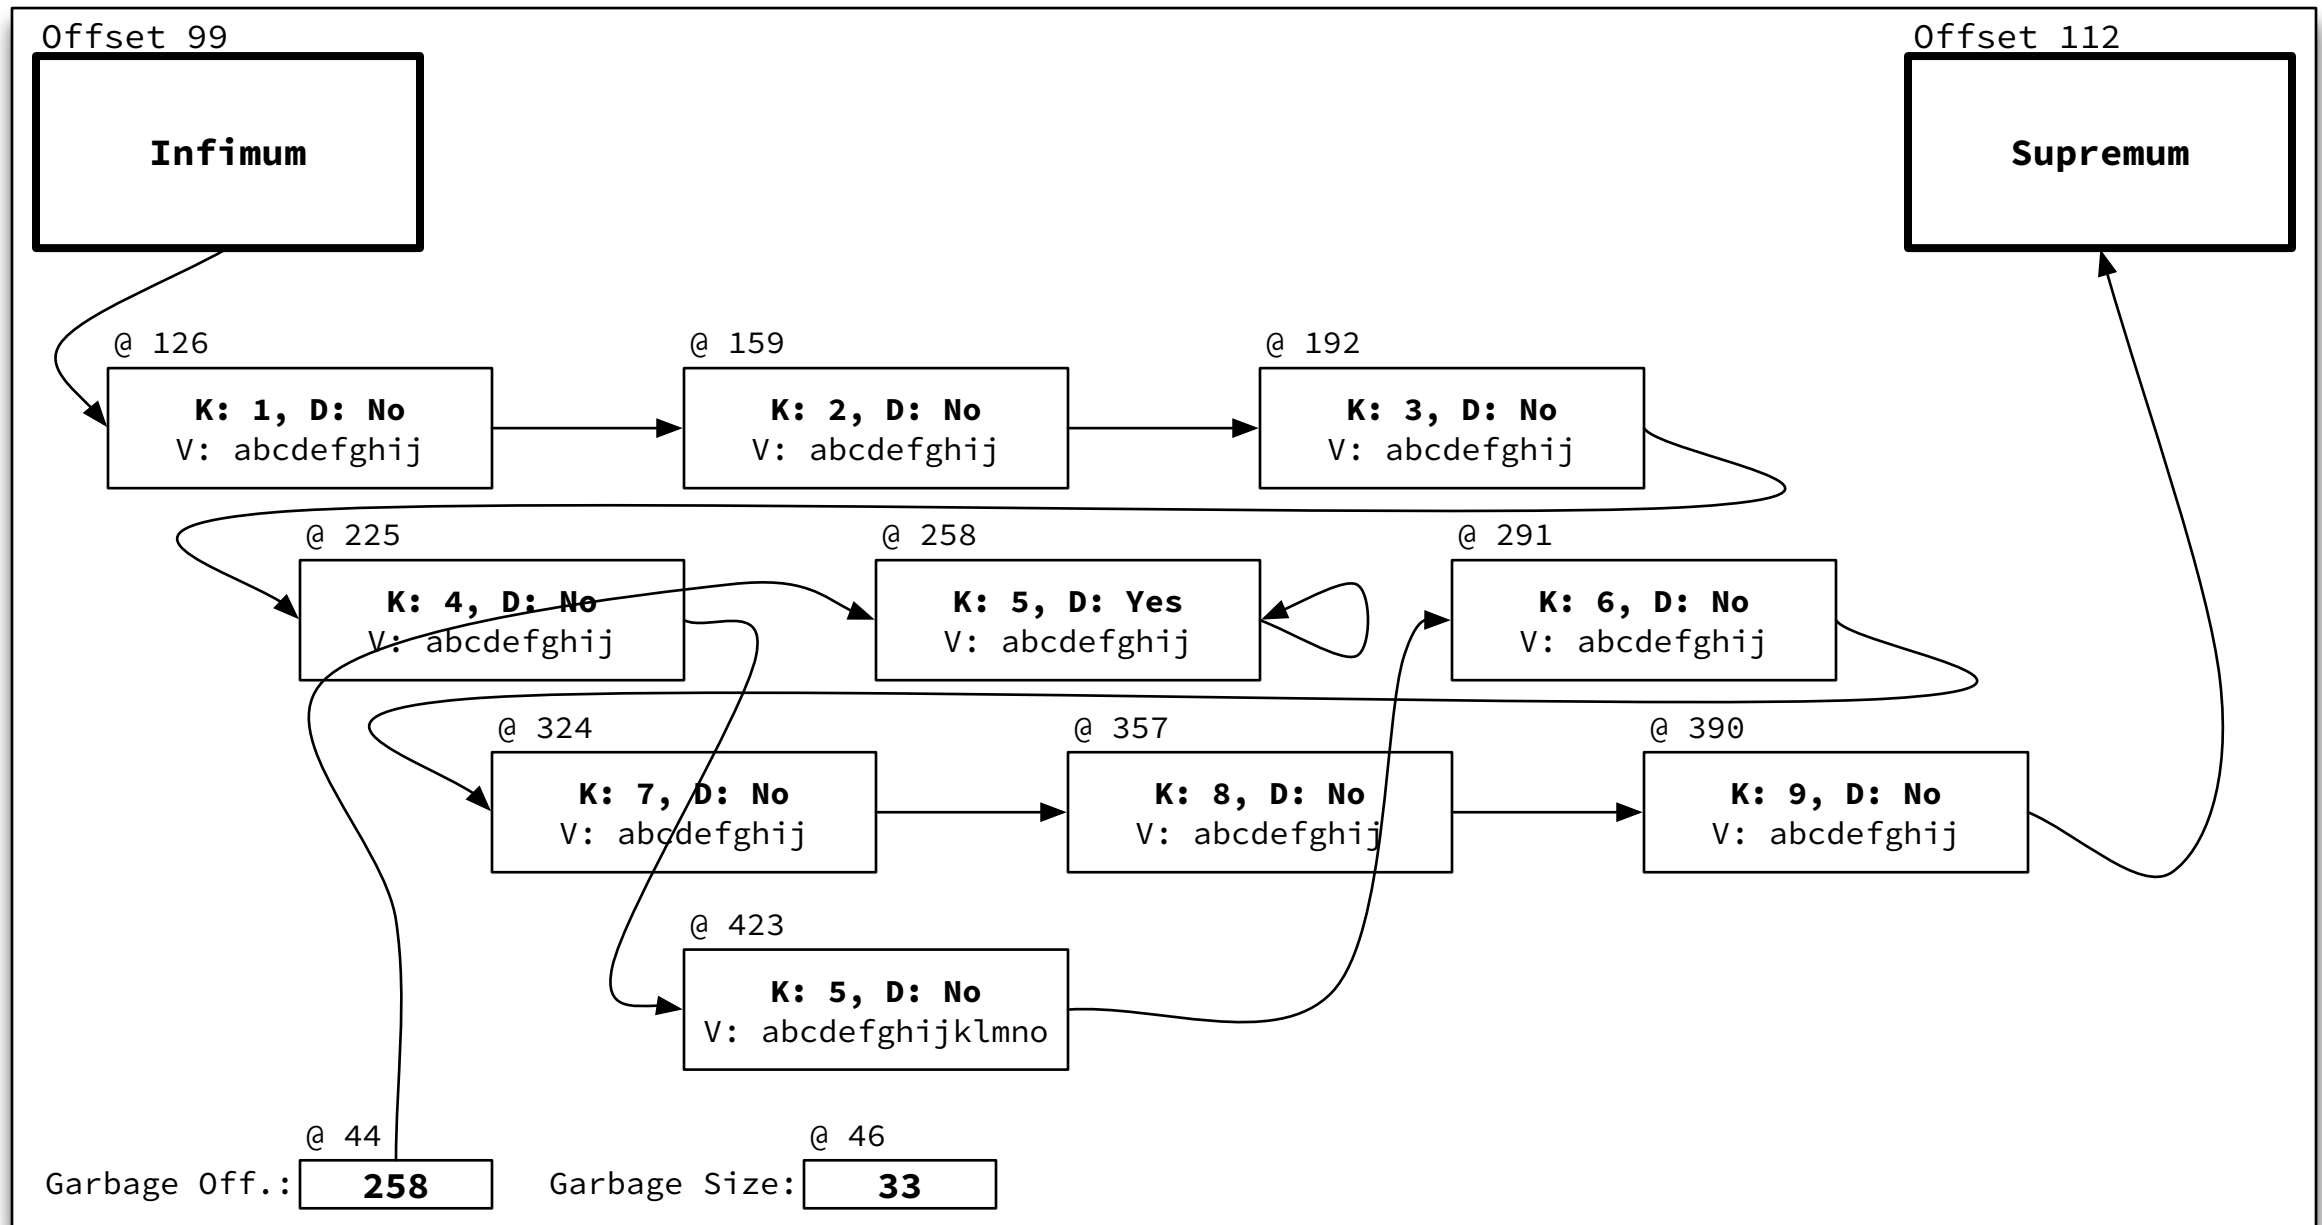 Offset 99
Offset 112
Infimum
Supremum
@ 126
@ 159
@ 192
K: 1, D: No
V: abcdefghij
K: 2, D: No
V: abcdefghij
K: 3, D: No
V: abcdefghij
@ 225
@ 258
@ 291
K: 4, D: No
V: abcdefghij
K: 5, D: Yes
V: abcdefghij
K: 6, D: No
V: abcdefghij
@ 324
@ 357
@ 390
K: 7, D: No
V: abcdefghij
K: 8, D: No
V: abcdefghij
K: 9, D: No
V: abcdefghij
@ 423
K: 5, D: No
V: abcdefghijklmno
@ 44
@ 46
Garbage Off.: 258
Garbage Size: 33